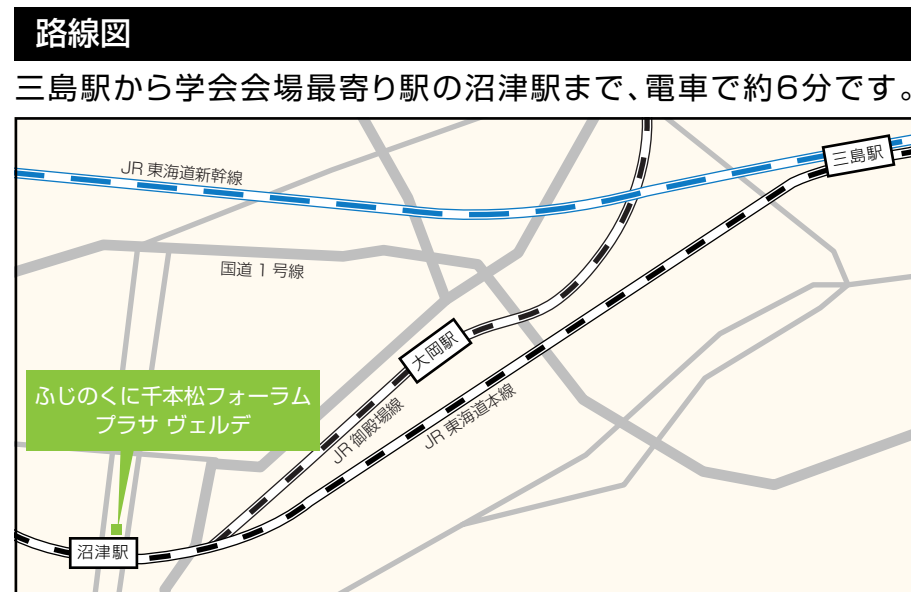 路線図
三島駅から学会会場最寄り駅の沼津駅まで、電車で約6分です。
三島駅
JR 東海道新幹線
国道 1 号線
大岡駅
ふじのくに千本松フォーラム
プラサ ヴェルデ
JR 御殿場線
JR 東海道本線
沼津駅